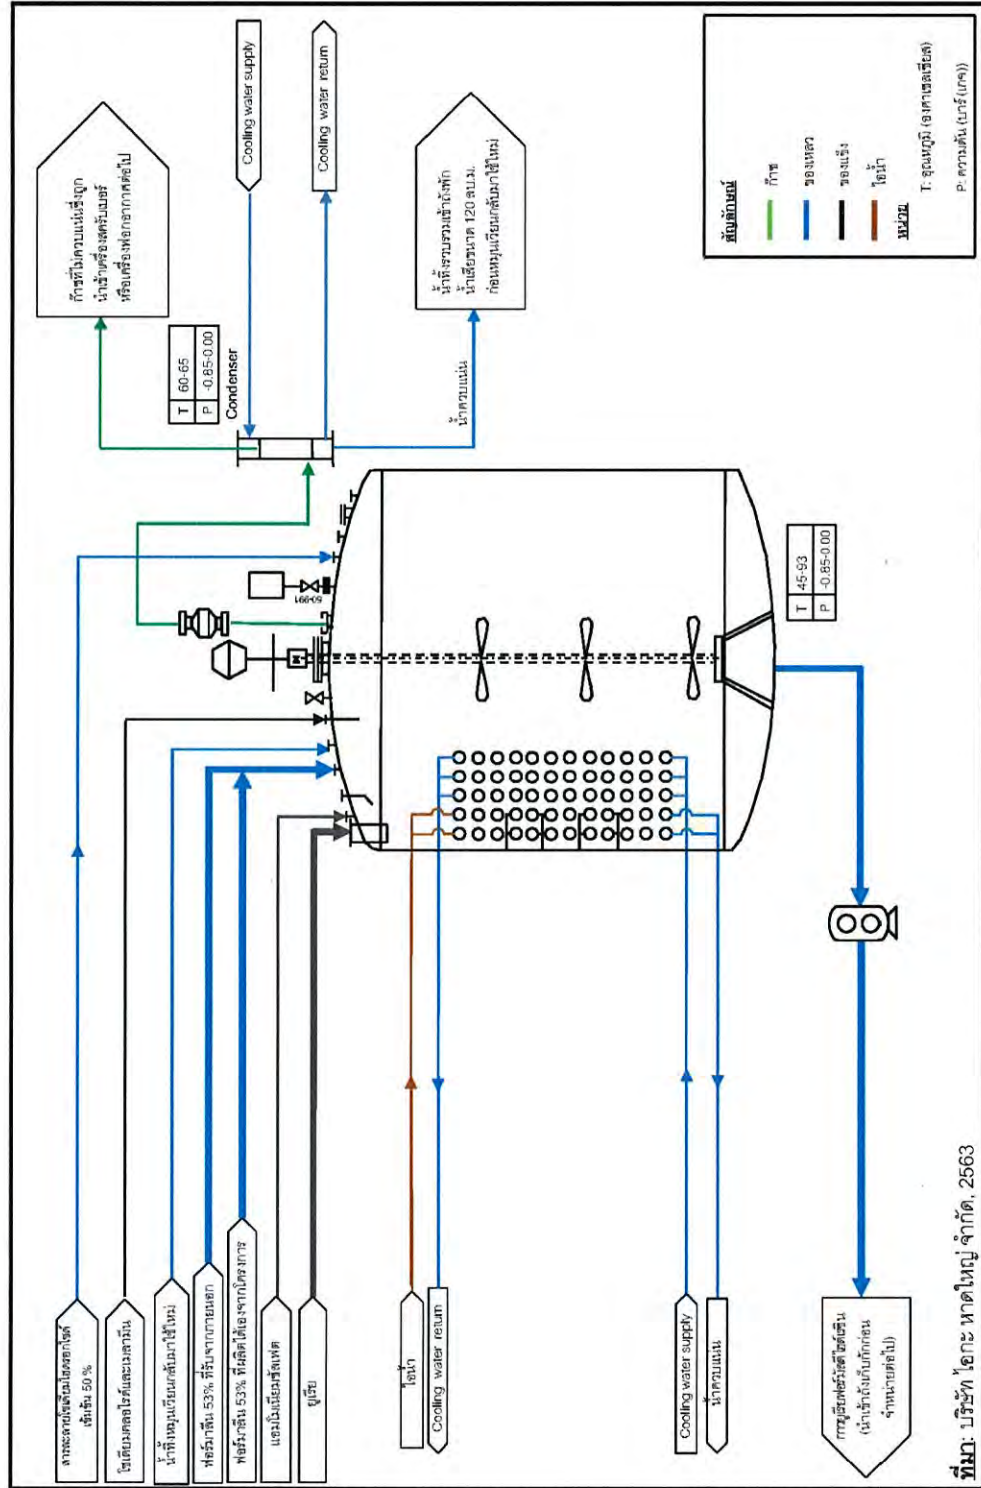 สารละลายโซเดียมไฮดรอกไซด์
เข้มข้น 50 %
โซเดียมคลอไรด์และเมลามีน
น้ำทิ้งหมุนเวียนกลับมาใช้ใหม่
ฟอร์มาลีน 53% ที่รับจากภายนอก
ฟอร์มาลีน 53% ที่ผลิตได้เองจากโครงการ
แอมโมเนียมซัลเฟต
ยูเรีย
ไอน้ำ
Cooling water return
Cooling water supply
น้ำควบแน่น
กาวยูเรียฟอร์มัลดีไฮด์เรซิน
(นำเข้าถังเก็บกักก่อน
จำหน่ายต่อไป)
M
50-991
T 45-93
P -0.85-0.00
T 60-65
P -0.85-0.00
Condenser
ก๊าซที่ไม่ควบแน่นซึ่งถูก
นำเข้าเครื่องสครับเบอร์
หรือเครื่องฟอกอากาศต่อไป
Cooling water supply
Cooling water return
น้ำควบแน่น
น้ำทิ้งรวบรวมเข้าถังพัก
น้ำเสียขนาด 120 ลบ.ม.
ก่อนหมุนเวียนกลับมาใช้ใหม่
สัญลักษณ์
ก๊าซ
ของเหลว
ของแข็ง
ไอน้ำ
หน่วย
T: อุณหภูมิ (องศาเซลเซียส)
P: ความดัน (บาร์ (เกจ))
ที่มา: บริษัท ไอกะ หาดใหญ่ จำกัด, 2563